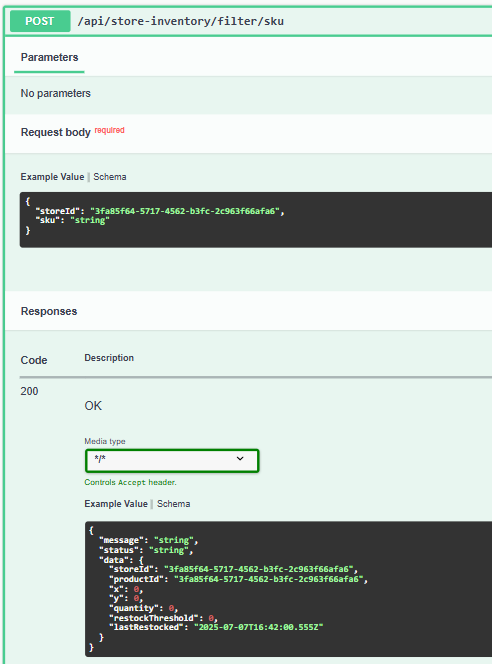 POST /api/store-inventory/filter/sku
Parameters
No parameters
Request body required
Example Value | Schema
{
  "storeId": "3fa85f64-5717-4562-b3fc-2c963f66afa6",
  "sku": "string"
}
Responses
Code Description
200
OK
Media type
*/*
Controls Accept header.
Example Value | Schema
{
  "message": "string",
  "status": "string",
  "data": {
    "storeId": "3fa85f64-5717-4562-b3fc-2c963f66afa6",
    "productId": "3fa85f64-5717-4562-b3fc-2c963f66afa6",
    "x": 0,
    "y": 0,
    "quantity": 0,
    "restockThreshold": 0,
    "lastRestocked": "2025-07-07T16:42:00.555Z"
  }
}